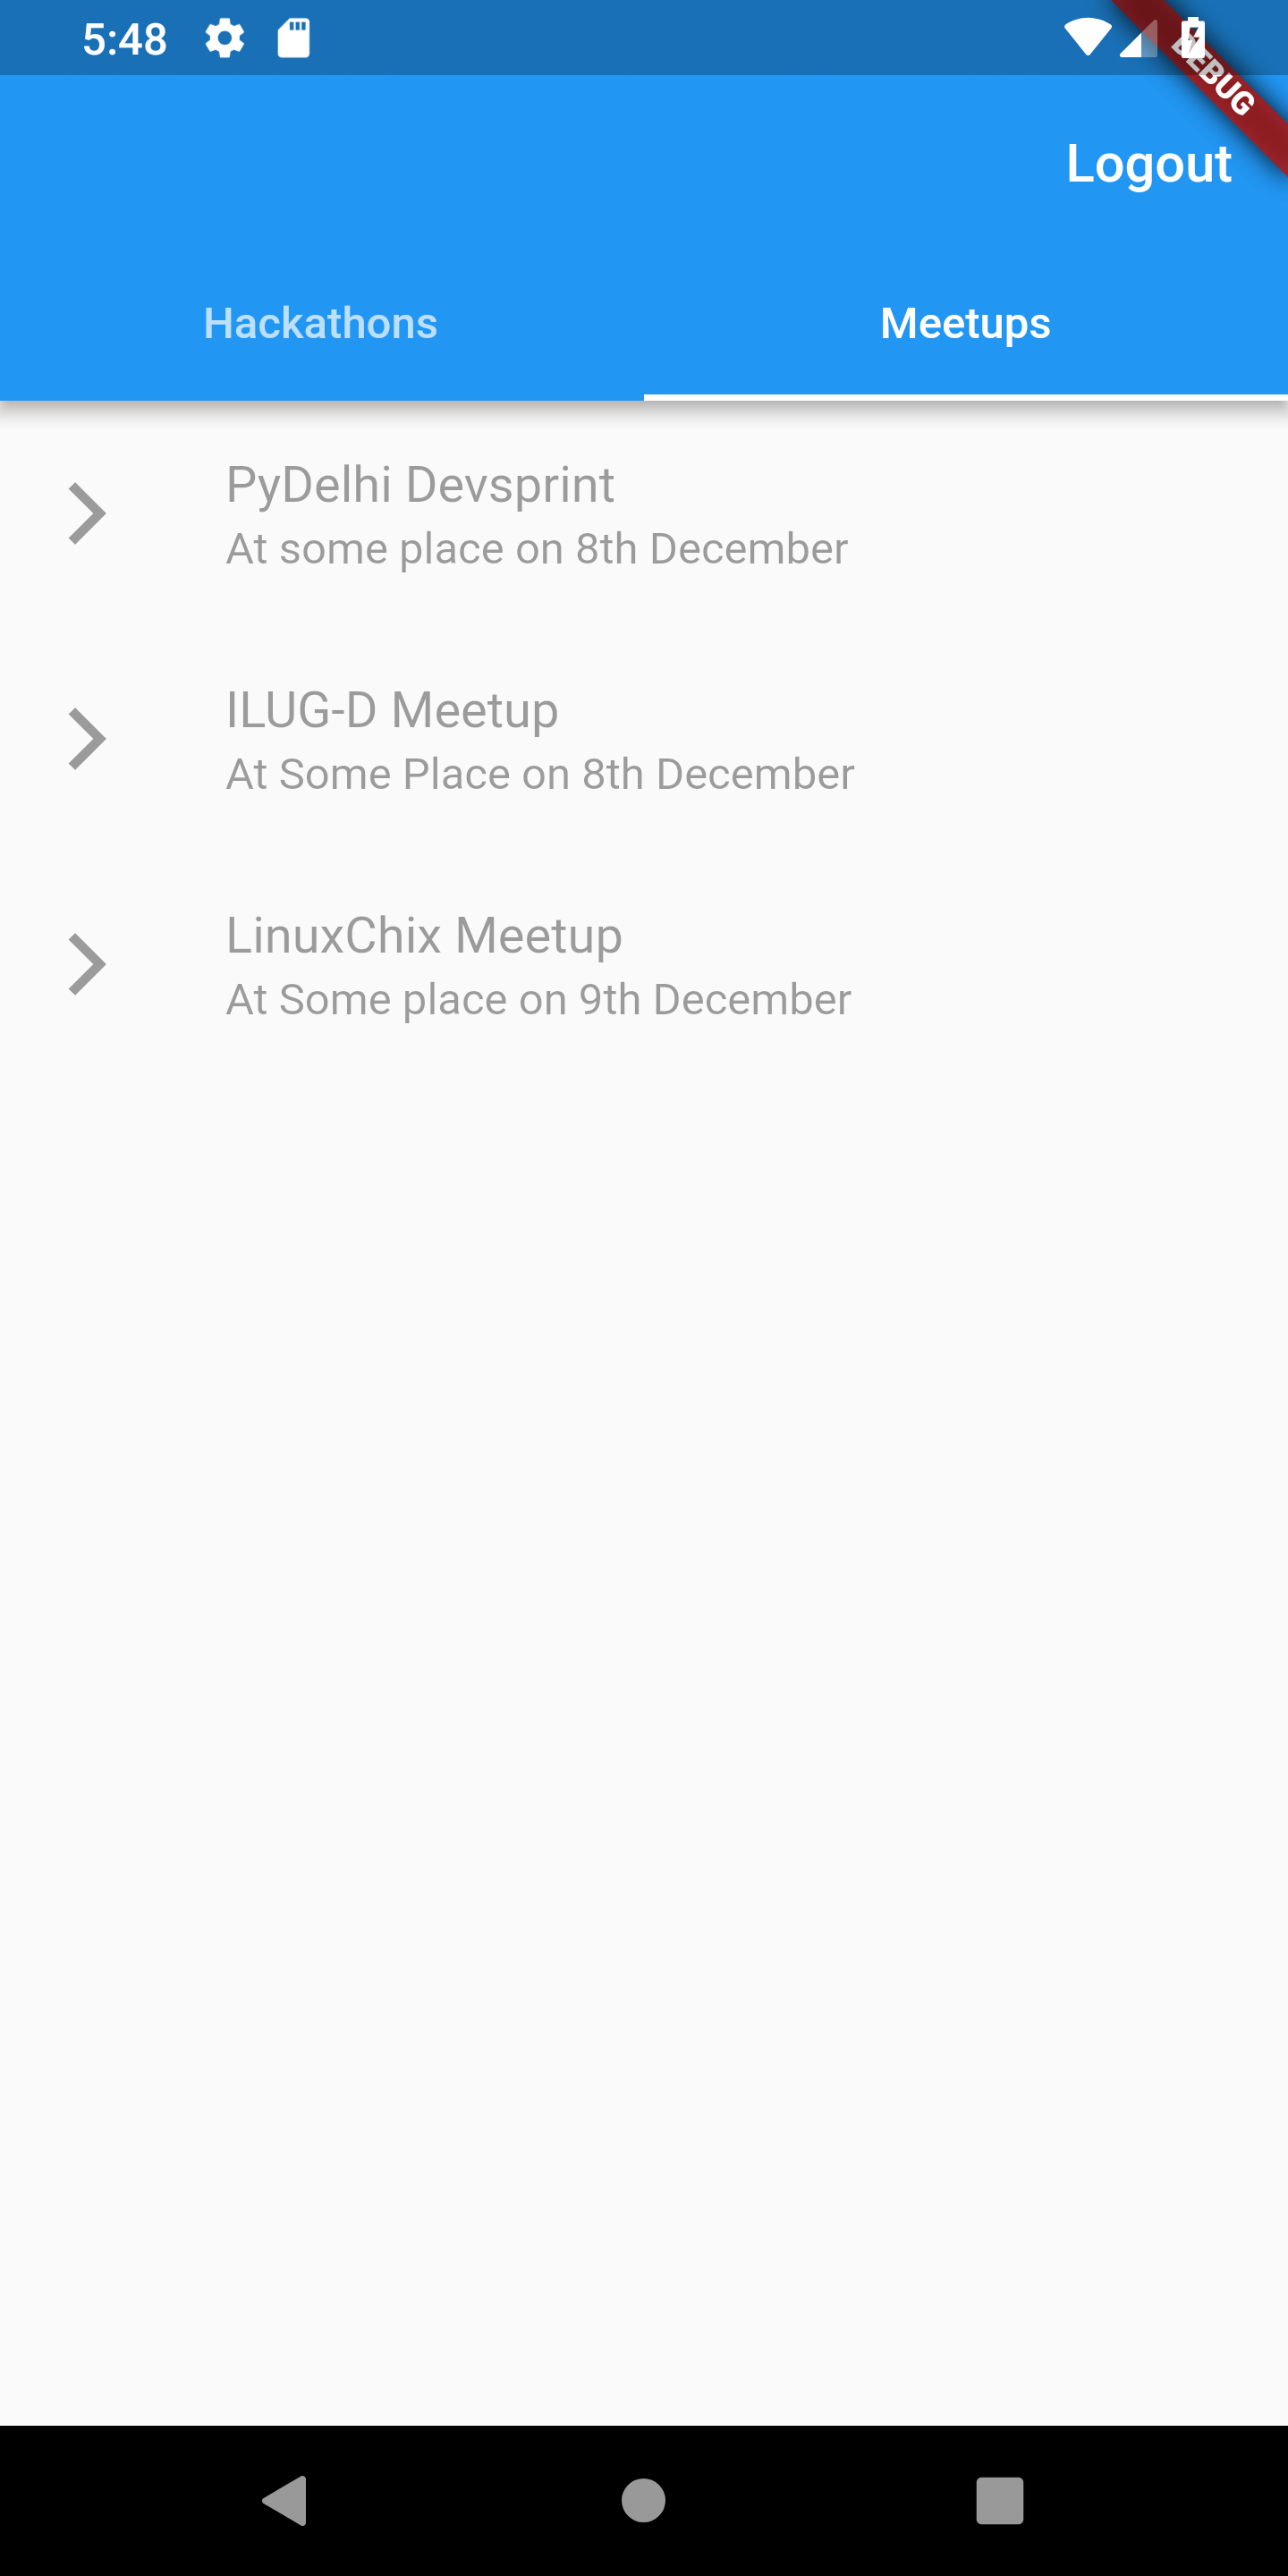 5:48
DEBUG
Logout
Hackathons
Meetups
PyDelhi Devsprint
At some place on 8th December
ILUG-D Meetup
At Some Place on 8th December
LinuxChix Meetup
At Some place on 9th December